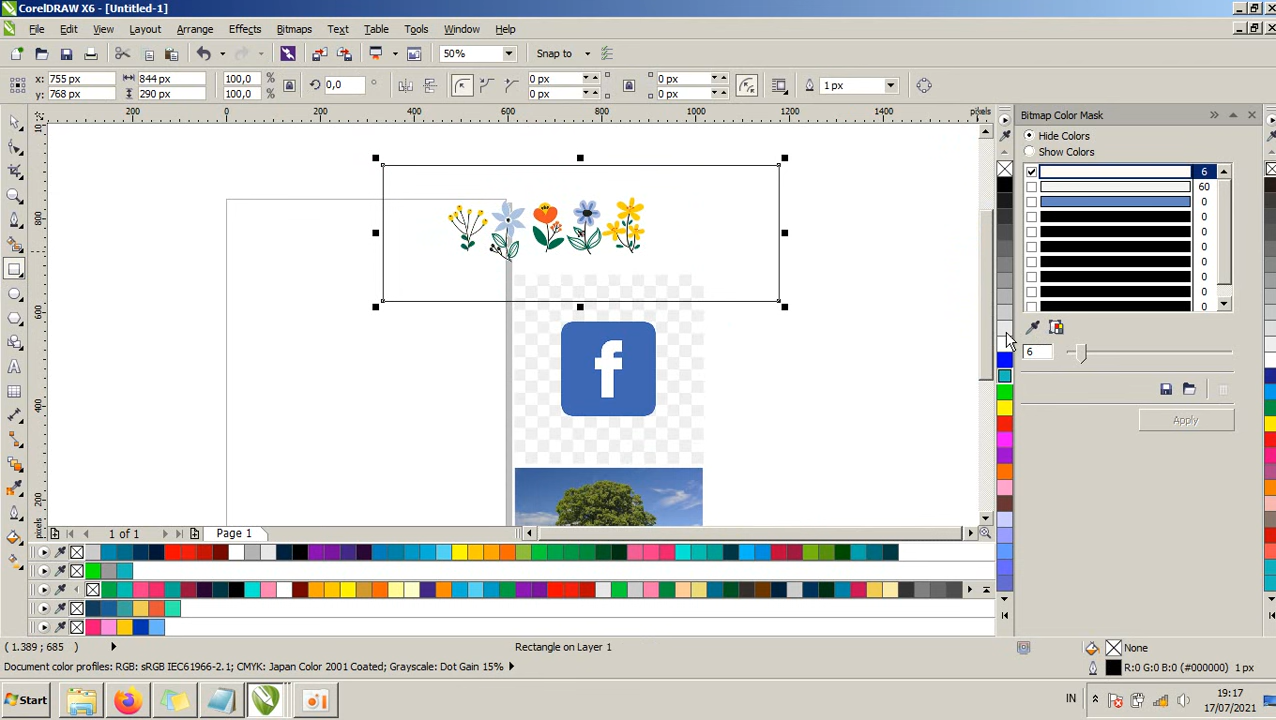 CorelDRAW X6 - [Untitled-1]
File Edit View Layout Arrange Effects Bitmaps Text Table Tools Window Help
50% Snap to
x: 755 px 844 px 100,0 % 0,0 ° 0 px 0 px 1 px
y: 768 px 290 px 100,0 % 0 px 0 px
200 0 200 400 600 800 1000 1200 1400 pixels
Bitmap Color Mask
Hide Colors
Show Colors
6
60
0
0
0
0
0
0
0
0
6
Apply
800
600
400
200
pixels
f
1 of 1 Page 1
( 1.389 ; 685 ) Rectangle on Layer 1 None
Document color profiles: RGB: sRGB IEC61966-2.1; CMYK: Japan Color 2001 Coated; Grayscale: Dot Gain 15% R:0 G:0 B:0 (#000000) 1 px
Start IN 19:17
17/07/2021